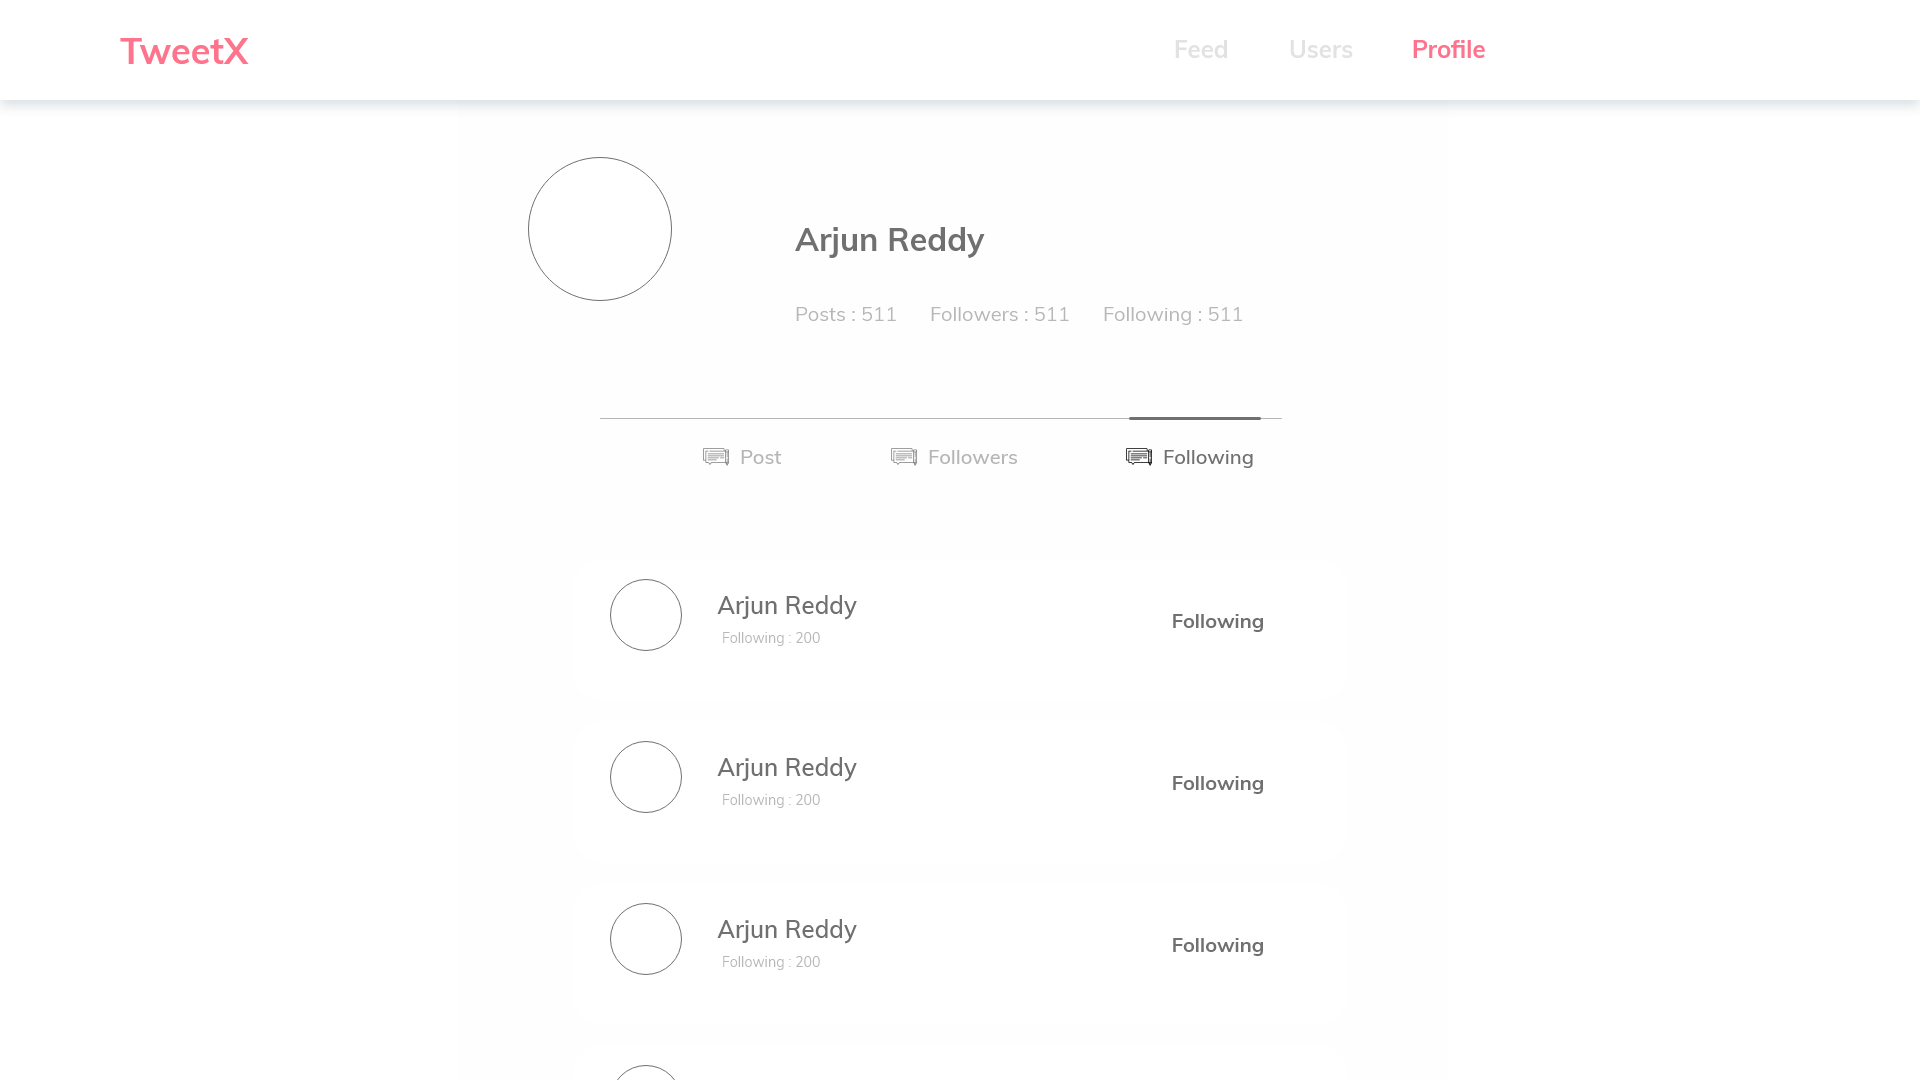 TweetX
Feed Users Profile
Arjun Reddy
Posts : 511 Followers : 511 Following : 511
Post Followers Following
Arjun Reddy
Following : 200
Following
Arjun Reddy
Following : 200
Following
Arjun Reddy
Following : 200
Following